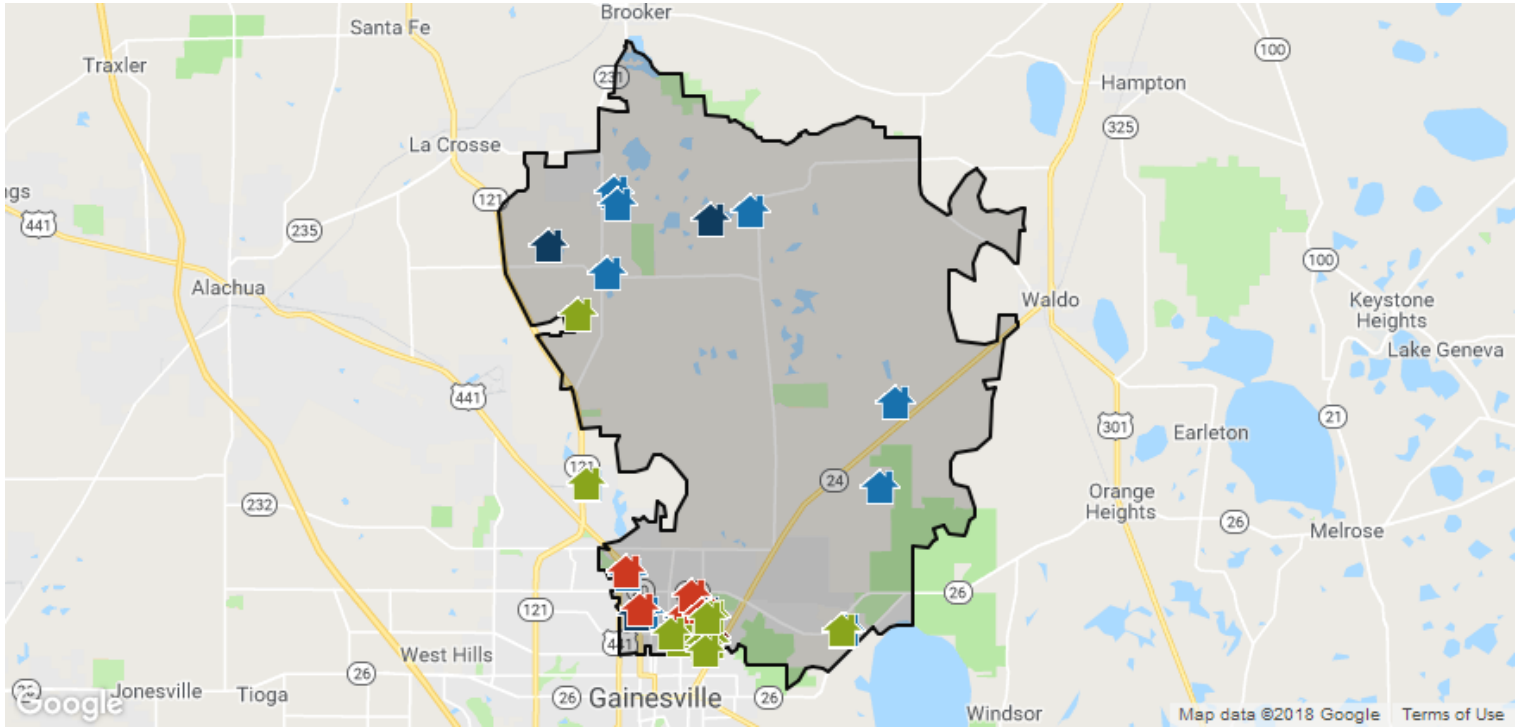 Brooker
Santa Fe
100
Traxler
231
Hampton
325
La Crosse
121
441
235
100
Alachua
Waldo
Keystone
Heights
Lake Geneva
441
21
301
Earleton
121
24
Orange
Heights
232
26
Melrose
26
121
441
West Hills
26
26
Jonesville
Tioga
26
Gainesville
26
Windsor
Google
Map data ©2018 Google
Terms of Use